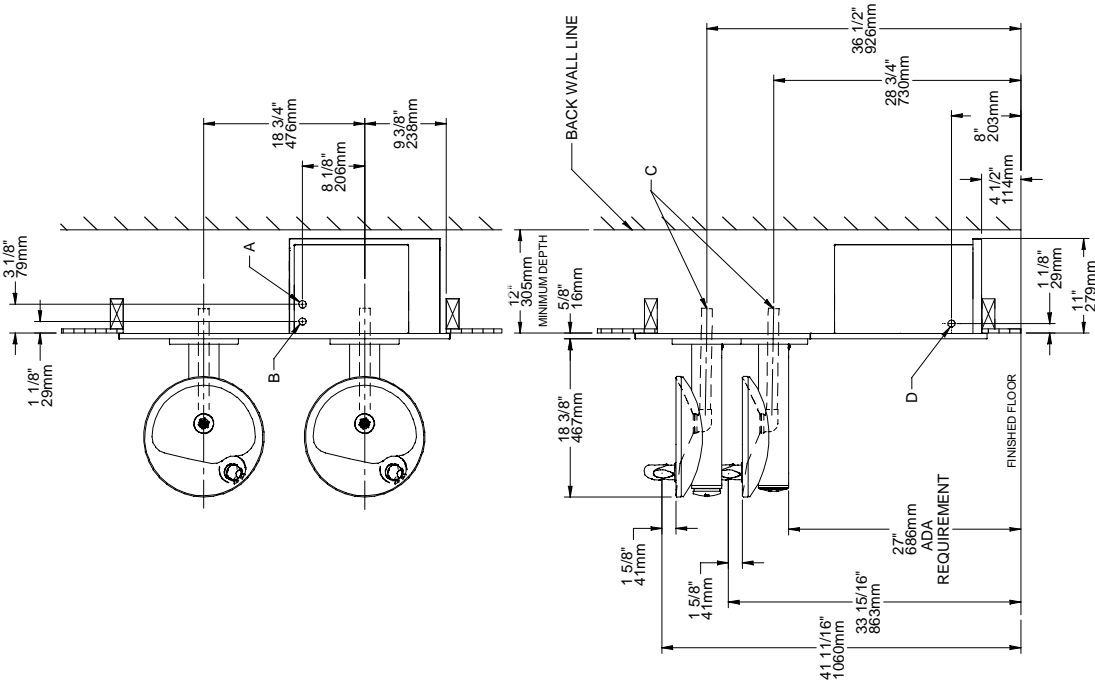 3 1/8"
79mm
1 1/8"
29mm
18 3/4"
476mm
8 1/8"
206mm
9 3/8"
238mm
A
B
BACK WALL LINE
12"
305mm
MINIMUM DEPTH
5/8"
16mm
18 3/8"
467mm
C
36 1/2"
926mm
28 3/4"
730mm
8"
203mm
4 1/2"
114mm
1 1/8"
29mm
11"
279mm
D
FINISHED FLOOR
1 5/8"
41mm
1 5/8"
41mm
27"
686mm
ADA
REQUIREMENT
33 15/16"
863mm
41 11/16"
1060mm